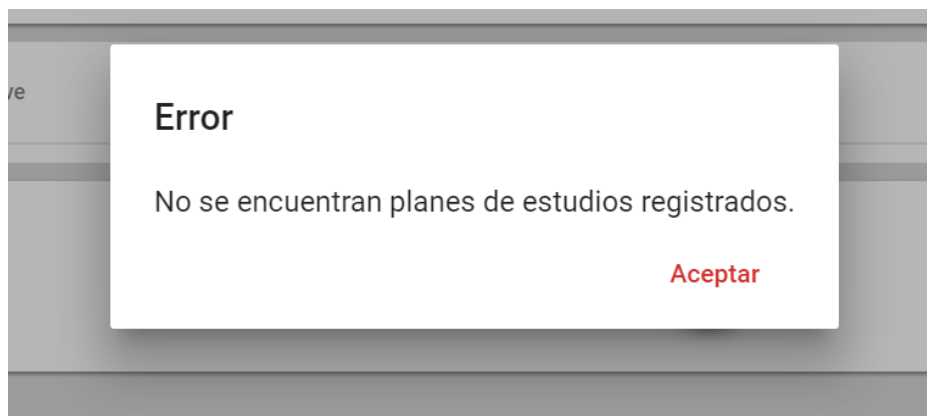 Error
No se encuentran planes de estudios registrados.
Aceptar